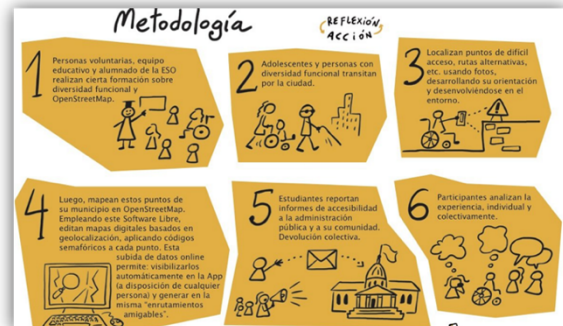 Metodología
REFLEXIÓN
ACCIÓN
1
Personas voluntarias, equipo
educativo y alumnado de la ESO
realizan cierta formación sobre
diversidad funcional y
OpenStreetMap.
2
Adolescentes y personas con
diversidad funcional transitan
por la ciudad.
3
Localizan puntos de difícil
acceso, rutas alternativas,
etc. usando fotos,
desarrollando su orientación
y desenvolviéndose en el
entorno.
4
Luego, mapean estos puntos de
su municipio en OpenStreetMap.
Empleando este Software Libre,
editan mapas digitales basados en
geolocalización, aplicando códigos
semafóricos a cada punto. Esta
subida de datos online
permite: visibilizarlos
automáticamente en la App
(a disposición de cualquier
persona) y generar en la
misma "enrutamientos
amigables".
5
Estudiantes reportan
informes de accesibilidad
a la administración
pública y a su comunidad.
Devolución colectiva.
6
Participantes analizan la
experiencia, individual y
colectivamente.